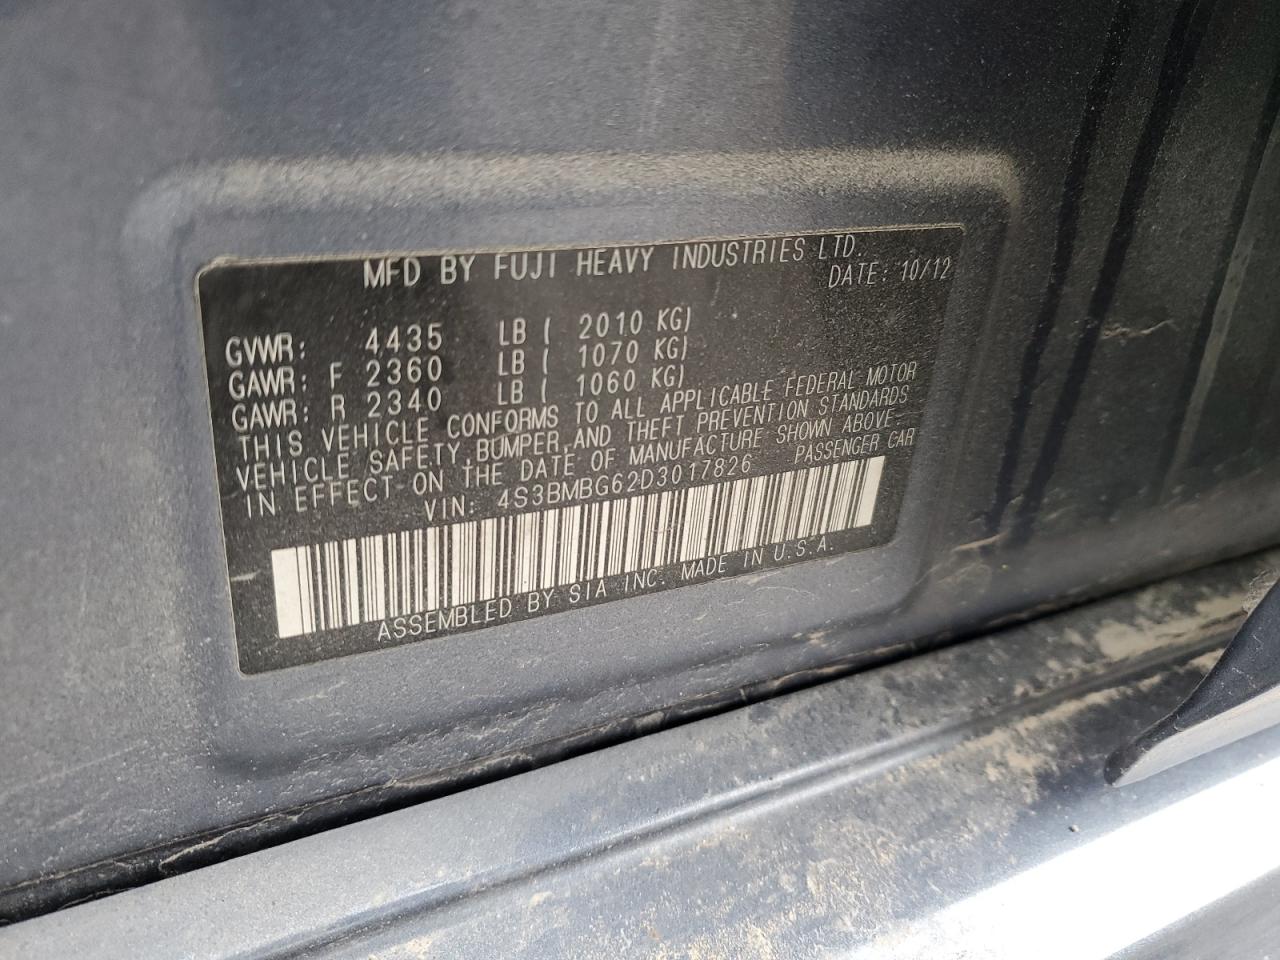 MFD BY FUJI HEAVY INDUSTRIES LTD.
DATE: 10/12
GVWR: 4435 LB ( 2010 KG)
GAWR: F 2360 LB ( 1070 KG)
GAWR: R 2340 LB ( 1060 KG)
THIS VEHICLE CONFORMS TO ALL APPLICABLE FEDERAL MOTOR
VEHICLE SAFETY, BUMPER, AND THEFT PREVENTION STANDARDS
IN EFFECT ON THE DATE OF MANUFACTURE SHOWN ABOVE.
VIN: 4S3BMBG62D3017826 PASSENGER CAR
ASSEMBLED BY SIA INC. MADE IN U.S.A.